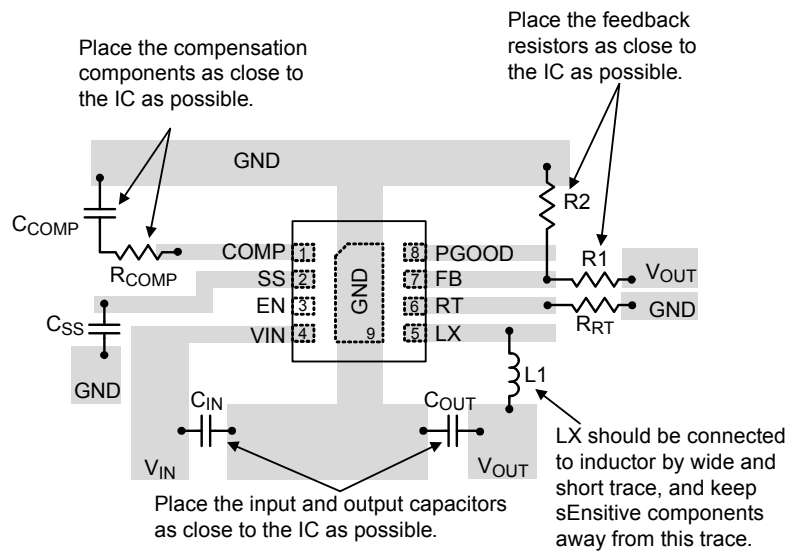 Place the compensation
components as close to
the IC as possible.
Place the feedback
resistors as close to
the IC as possible.
GND
R2
CCOMP
RCOMP
COMP 1
8 PGOOD
R1
VOUT
SS 2
7 FB
GND
EN 3
6 RT
GND
RRT
CSS
VIN 4
9
5 LX
GND
L1
CIN
COUT
VIN
VOUT
LX should be connected
to inductor by wide and
short trace, and keep
sEnsitive components
away from this trace.
Place the input and output capacitors
as close to the IC as possible.